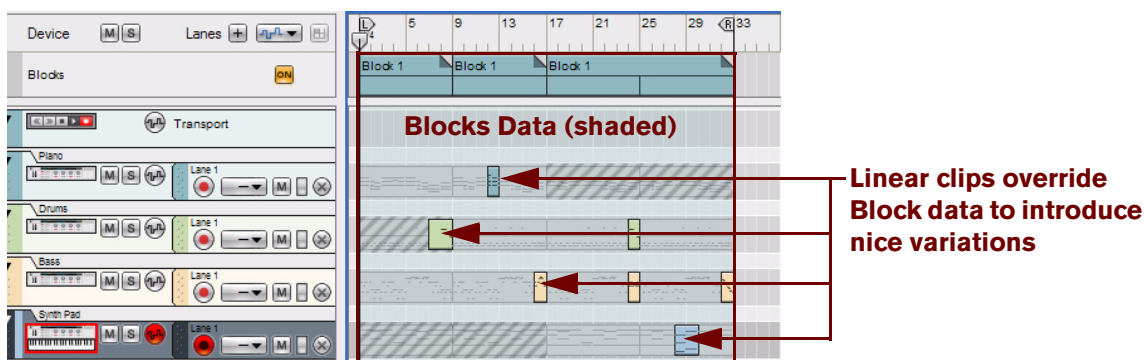 Device M S Lanes + 5 9 13 17 21 25 29 33
L R
4
Blocks ON Block 1 Block 1 Block 1
Transport
Blocks Data (shaded)
Piano
M S Lane 1 M
Drums
M S Lane 1 M
Bass
M S Lane 1 M
Synth Pad
M S Lane 1 M
Linear clips override
Block data to introduce
nice variations